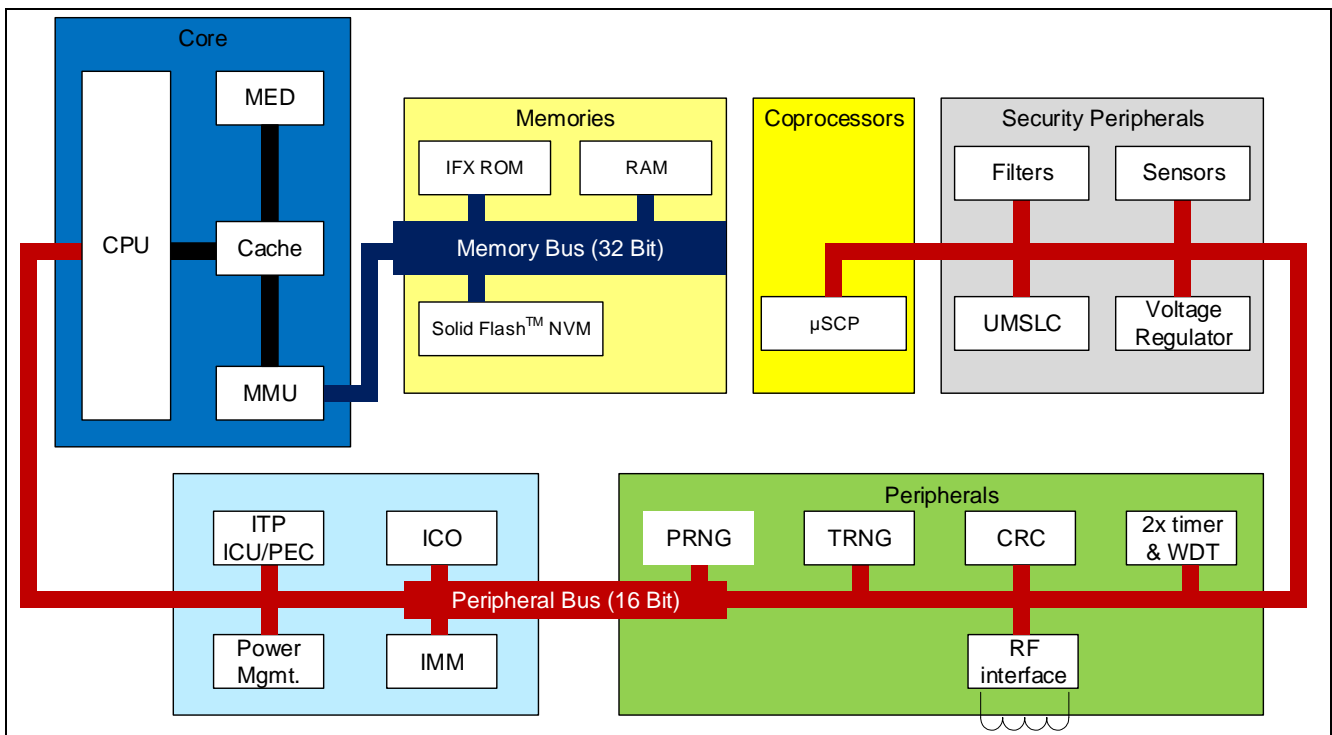 Core
CPU
MED
Cache
MMU
Memories
IFX ROM
RAM
Memory Bus (32 Bit)
Solid Flash™ NVM
Coprocessors
µSCP
Security Peripherals
Filters
Sensors
UMSLC
Voltage
Regulator
ITP
ICU/PEC
ICO
Power
Mgmt.
IMM
Peripheral Bus (16 Bit)
Peripherals
PRNG
TRNG
CRC
2x timer
& WDT
RF
interface